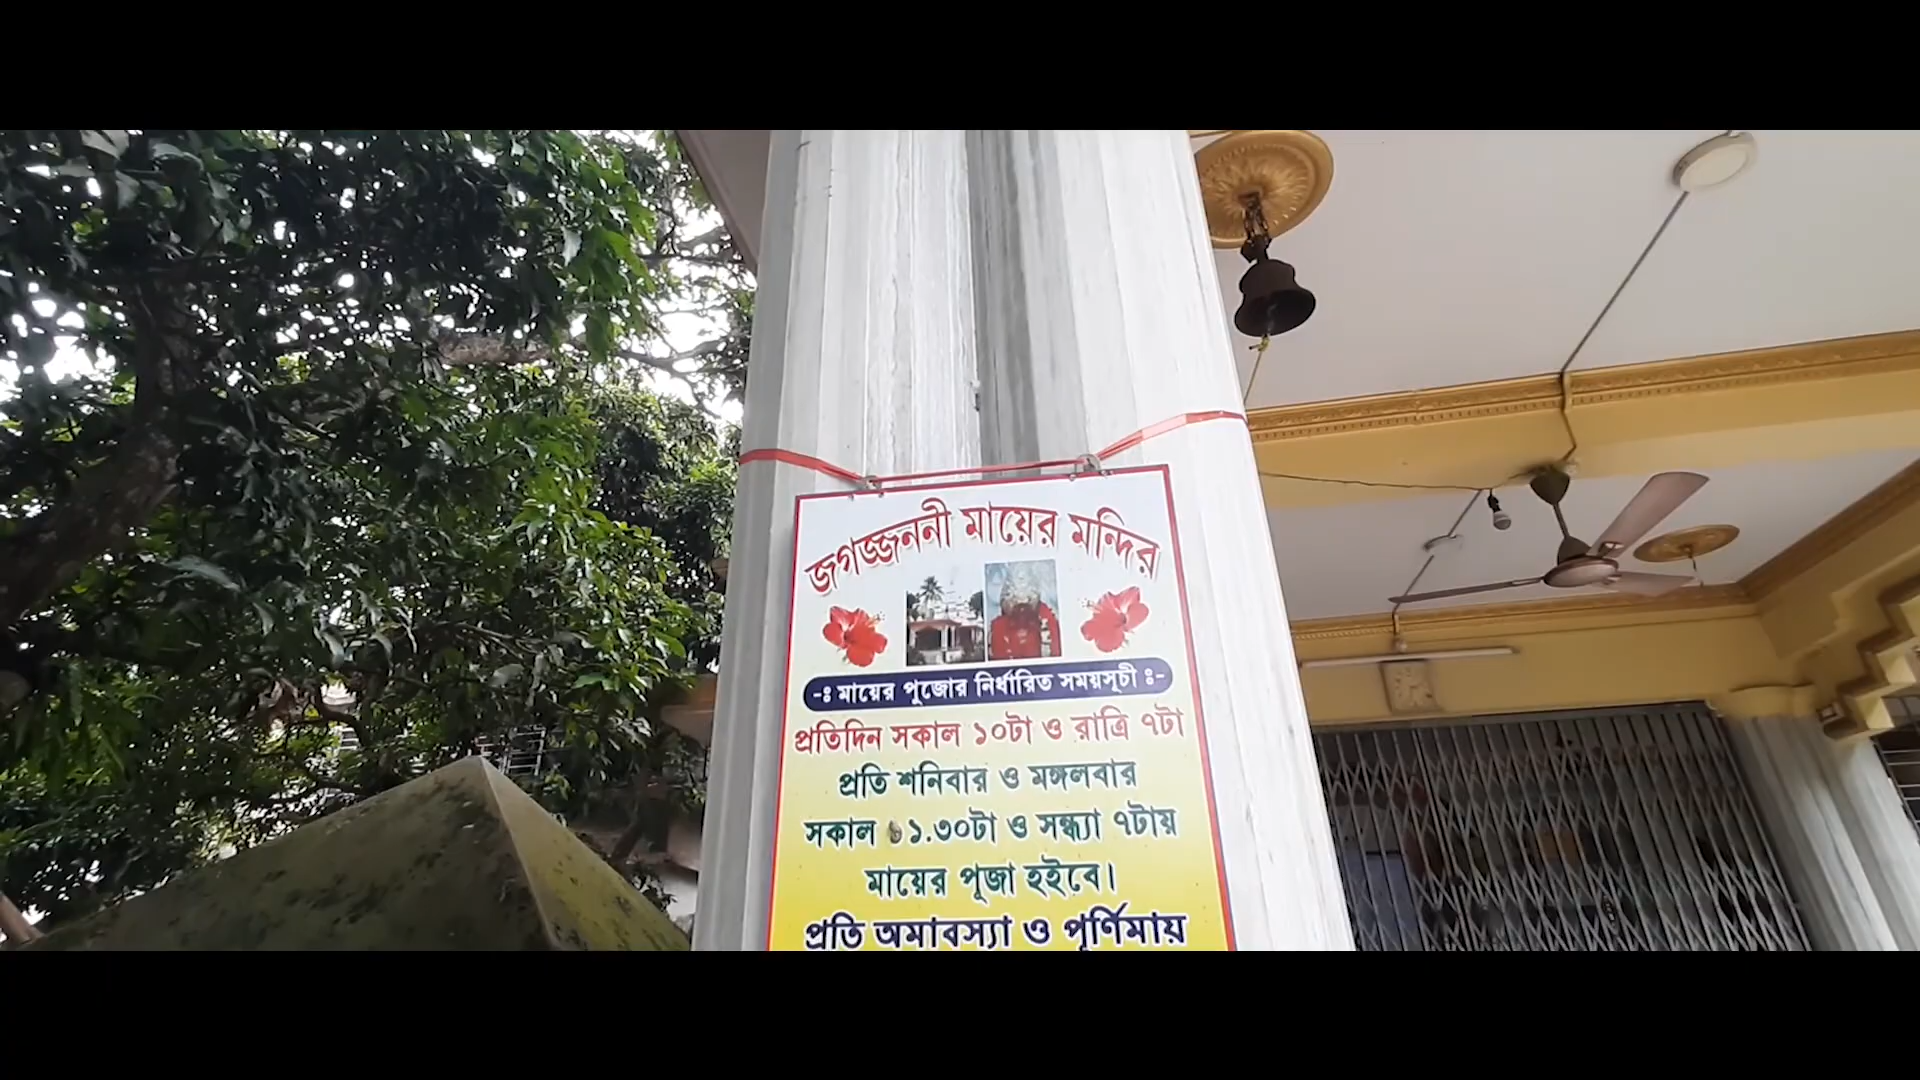 জগজ্জননী মায়ের মন্দির
-ঃ মায়ের পুজোর নির্ধারিত সময়সূচী ঃ-
প্রতিদিন সকাল ১০টা ও রাত্রি ৭টা
প্রতি শনিবার ও মঙ্গলবার
সকাল ১১.৩০টা ও সন্ধ্যা ৭টায়
মায়ের পূজা হইবে।
প্রতি অমাবস্যা ও পূর্ণিমায়